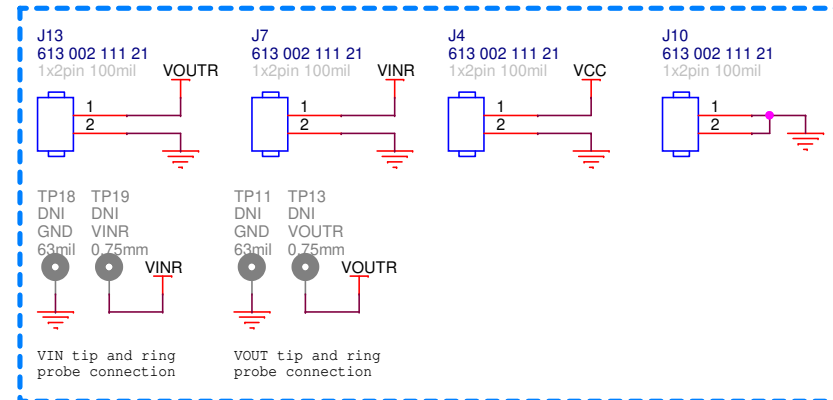 J13
613 002 111 21
1x2pin 100mil
VOUTR
1
2
J7
613 002 111 21
1x2pin 100mil
VINR
1
2
J4
613 002 111 21
1x2pin 100mil
VCC
1
2
J10
613 002 111 21
1x2pin 100mil
1
2
TP18
DNI
GND
63mil
TP19
DNI
VINR
0.75mm
VINR
VIN tip and ring
probe connection
TP11
DNI
GND
63mil
TP13
DNI
VOUTR
0.75mm
VOUTR
VOUT tip and ring
probe connection